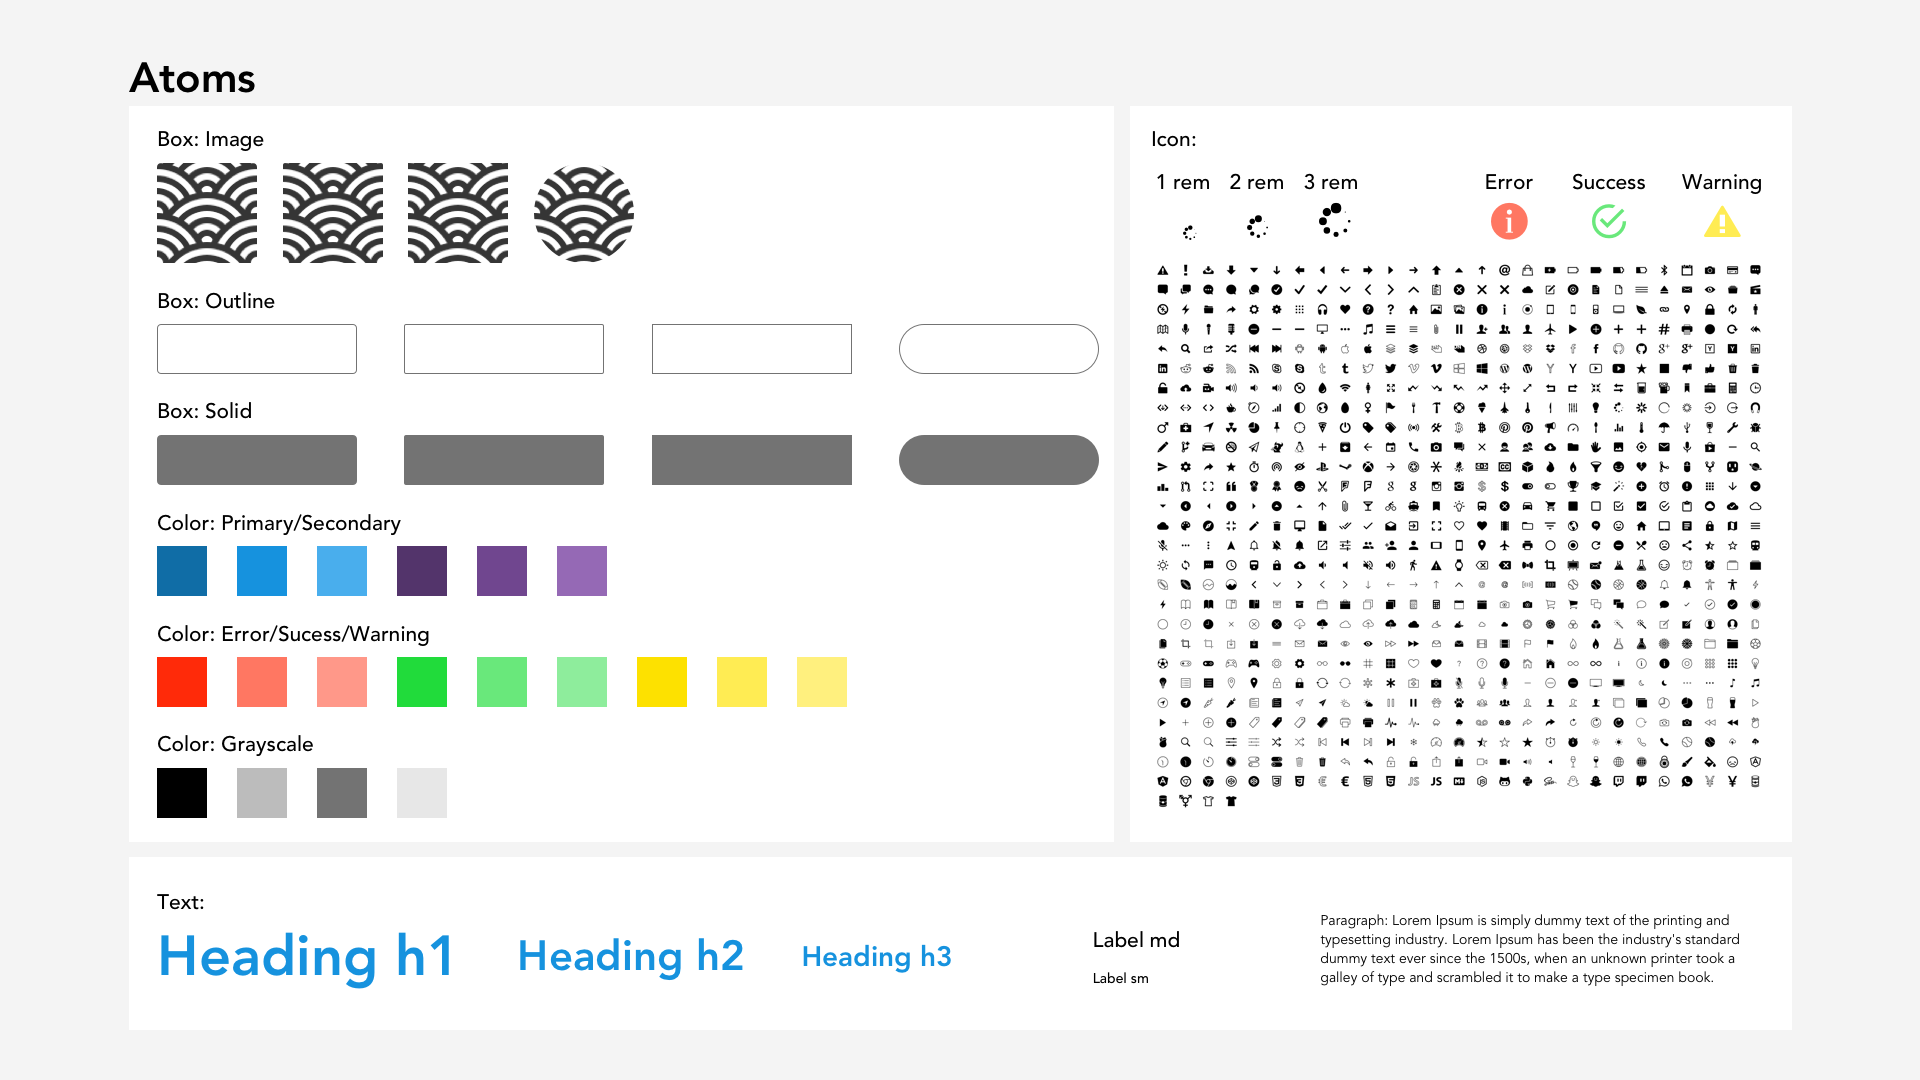 Atoms
Box: Image
Box: Outline
Box: Solid
Color: Primary/Secondary
Color: Error/Sucess/Warning
Color: Grayscale
Icon:
1 rem 2 rem 3 rem
Error Success Warning
Text:
Heading h1 Heading h2 Heading h3
Label md
Label sm
Paragraph: Lorem Ipsum is simply dummy text of the printing and
typesetting industry. Lorem Ipsum has been the industry's standard
dummy text ever since the 1500s, when an unknown printer took a
galley of type and scrambled it to make a type specimen book.